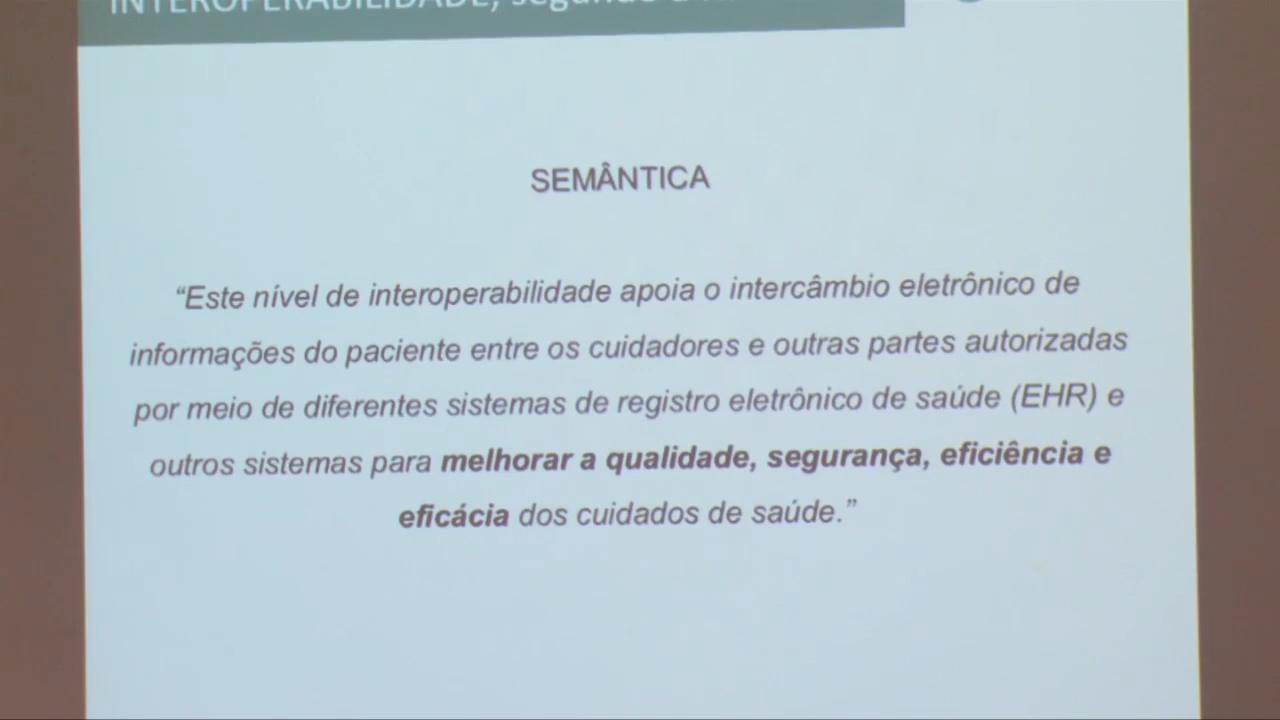 INTEROPERABILIDADE, segundo a
SEMÂNTICA
“Este nível de interoperabilidade apoia o intercâmbio eletrônico de
informações do paciente entre os cuidadores e outras partes autorizadas
por meio de diferentes sistemas de registro eletrônico de saúde (EHR) e
outros sistemas para melhorar a qualidade, segurança, eficiência e
eficácia dos cuidados de saúde.”